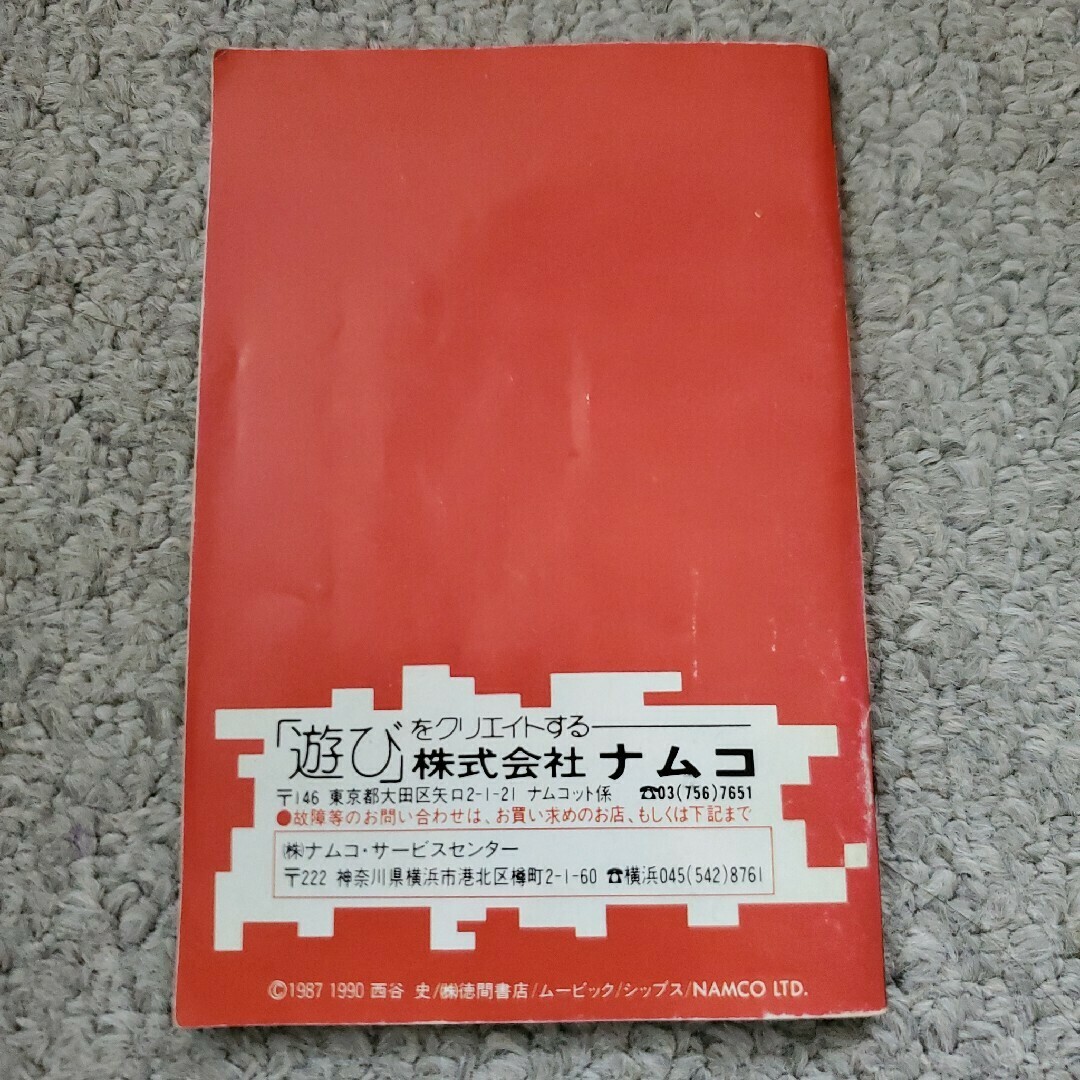 「遊び」をクリエイトする
株式会社 ナムコ
〒146 東京都大田区矢口2-1-21 ナムコット係 ☎03(756)7651
●故障等のお問い合わせは、お買い求めのお店、もしくは下記まで
㈱ナムコ・サービスセンター
〒222 神奈川県横浜市港北区樽町2-1-60 ☎横浜045(542)8761
©1987 1990 西谷 史/㈱徳間書店/ムービック/シップス/NAMCO LTD.